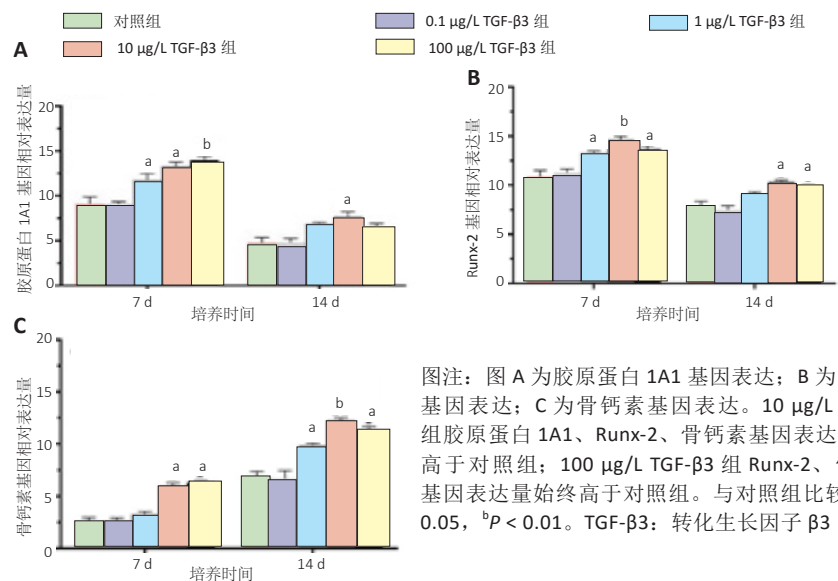 对照组
0.1 μg/L TGF-β3 组
1 μg/L TGF-β3 组
10 μg/L TGF-β3 组
100 μg/L TGF-β3 组
A
胶原蛋白 1A1 基因相对表达量
20
15
10
5
0
a
a
b
a
7 d
14 d
培养时间
B
Runx-2 基因相对表达量
20
15
10
5
0
a
b
a
a
a
7 d
14 d
培养时间
C
骨钙素基因相对表达量
20
15
10
5
0
a
a
a
b
a
7 d
14 d
培养时间
图注：图 A 为胶原蛋白 1A1 基因表达；B 为
基因表达；C 为骨钙素基因表达。10 μg/L
组胶原蛋白 1A1、Runx-2、骨钙素基因表达
高于对照组；100 μg/L TGF-β3 组 Runx-2、
基因表达量始终高于对照组。与对照组比较
0.05，ᵇP < 0.01。TGF-β3：转化生长因子 β3